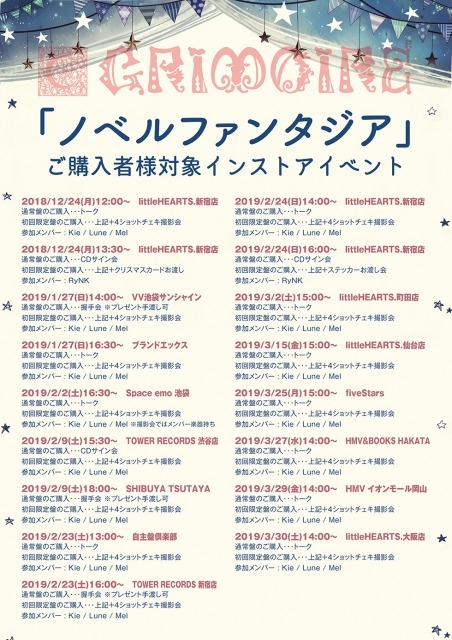 GRIMOIRE
「ノベルファンタジア」
ご購入者様対象インストアイベント
2018/12/24(月)12:00〜 littleHEARTS.新宿店
通常盤のご購入・・・トーク
初回限定盤のご購入・・・上記+4ショットチェキ撮影会
参加メンバー：Kie / Lune / Mel
2018/12/24(月)13:30〜 littleHEARTS.新宿店
通常盤のご購入・・・CDサイン会
初回限定盤のご購入・・・上記+クリスマスカードお渡し
参加メンバー：RyNK
2019/1/27(日)14:00〜 VV池袋サンシャイン
通常盤のご購入・・・握手会 ※プレゼント手渡し可
初回限定盤のご購入・・・上記+4ショットチェキ撮影会
参加メンバー：Kie / Lune / Mel
2019/1/27(日)16:30〜 ブランドエックス
通常盤のご購入・・・トーク
初回限定盤のご購入・・・上記+4ショットチェキ撮影会
参加メンバー：Kie / Lune / Mel
2019/2/2(土)16:30〜 Space emo 池袋
通常盤のご購入・・・トーク
初回限定盤のご購入・・・上記+4ショットチェキ撮影会
参加メンバー：Kie / Lune / Mel ※撮影会ではメンバー楽器持ち
2019/2/9(土)15:30〜 TOWER RECORDS 渋谷店
通常盤のご購入・・・CDサイン会
初回限定盤のご購入・・・上記+4ショットチェキ撮影会
参加メンバー：Kie / Lune / Mel
2019/2/9(土)18:00〜 SHIBUYA TSUTAYA
通常盤のご購入・・・握手会 ※プレゼント手渡し可
初回限定盤のご購入・・・上記+4ショットチェキ撮影会
参加メンバー：Kie / Lune / Mel
2019/2/23(土)13:00〜 自主盤倶楽部
通常盤のご購入・・・トーク
初回限定盤のご購入・・・上記+4ショットチェキ撮影会
参加メンバー：Kie / Lune / Mel
2019/2/23(土)16:00〜 TOWER RECORDS 新宿店
通常盤のご購入・・・握手会 ※プレゼント手渡し可
初回限定盤のご購入・・・上記+4ショットチェキ撮影会
参加メンバー：Kie / Lune / Mel
2019/2/24(日)14:00〜 littleHEARTS.新宿店
通常盤のご購入・・・トーク
初回限定盤のご購入・・・上記+4ショットチェキ撮影会
参加メンバー：Kie / Lune / Mel
2019/2/24(日)16:00〜 littleHEARTS.新宿店
通常盤のご購入・・・CDサイン会
初回限定盤のご購入・・・上記+ステッカーお渡し会
参加メンバー：RyNK
2019/3/2(土)15:00〜 littleHEARTS.町田店
通常盤のご購入・・・トーク
初回限定盤のご購入・・・上記+4ショットチェキ撮影会
参加メンバー：Kie / Lune / Mel
2019/3/15(金)15:00〜 littleHEARTS.仙台店
通常盤のご購入・・・トーク
初回限定盤のご購入・・・上記+4ショットチェキ撮影会
参加メンバー：Kie / Lune / Mel
2019/3/25(月)15:00〜 fiveStars
通常盤のご購入・・・トーク
初回限定盤のご購入・・・上記+4ショットチェキ撮影会
参加メンバー：Kie / Lune / Mel
2019/3/27(水)14:00〜 HMV&BOOKS HAKATA
通常盤のご購入・・・トーク
初回限定盤のご購入・・・上記+4ショットチェキ撮影会
参加メンバー：Kie / Lune / Mel
2019/3/29(金)14:00〜 HMV イオンモール岡山
通常盤のご購入・・・トーク
初回限定盤のご購入・・・上記+4ショットチェキ撮影会
参加メンバー：Kie / Lune / Mel
2019/3/30(土)14:00〜 littleHEARTS.大阪店
通常盤のご購入・・・トーク
初回限定盤のご購入・・・上記+4ショットチェキ撮影会
参加メンバー：Kie / Lune / Mel